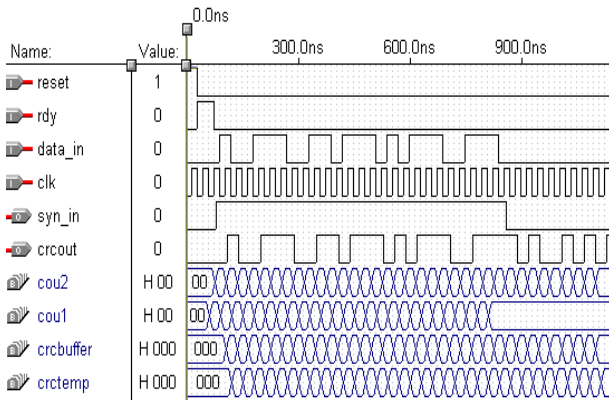 0.0ns
Name: Value: 300.0ns 600.0ns 900.0ns
reset 1
rdy 0
data_in 0
clk 0
syn_in 0
crcout 0
cou2 H 00 00
cou1 H 00 00
crcbuffer H 000 000
crctemp H 000 000